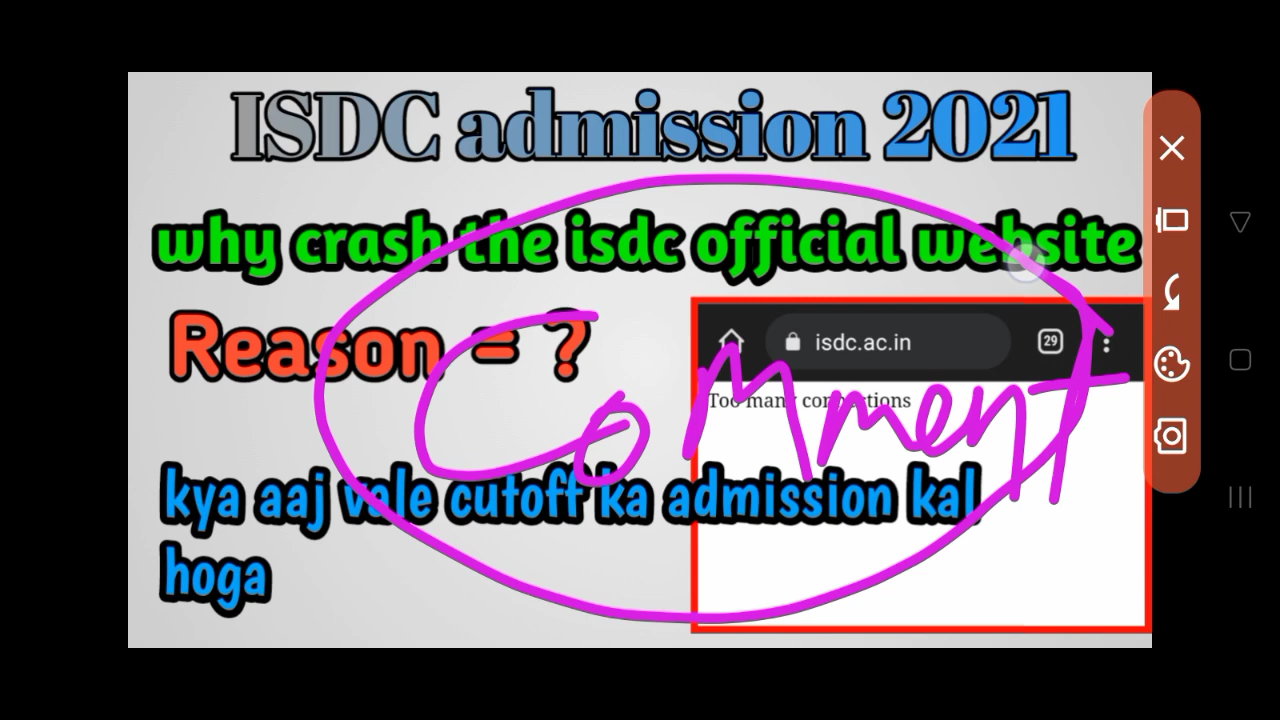 ISDC admission 2021
why crash the isdc official website
Reason = ?
isdc.ac.in
29
Too many connections
Comment
kya aaj vale cutoff ka admission kal
hoga